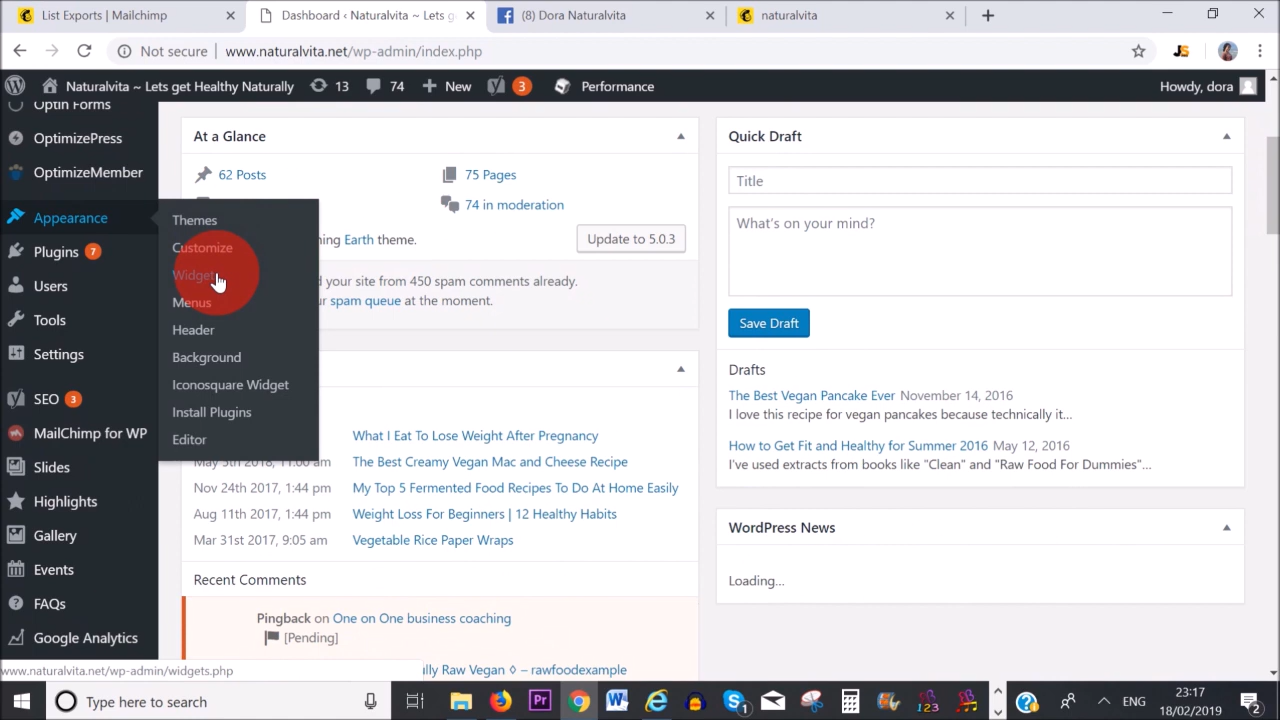 List Exports | Mailchimp
Dashboard ‹ Naturalvita ~ Lets g
(8) Dora Naturalvita
naturalvita
Not secure
www.naturalvita.net/wp-admin/index.php
Naturalvita ~ Lets get Healthy Naturally
13
74
New
3
Performance
Howdy, dora
Optin Forms
OptimizePress
OptimizeMember
Appearance
Plugins 7
Users
Tools
Settings
SEO 3
MailChimp for WP
Slides
Highlights
Gallery
Events
FAQs
Google Analytics
Themes
Customize
Widget
Menus
Header
Background
Iconosquare Widget
Install Plugins
Editor
At a Glance
62 Posts
75 Pages
74 in moderation
Earth theme.
Update to 5.0.3
your site from 450 spam comments already.
spam queue at the moment.
What I Eat To Lose Weight After Pregnancy
May 5th 2018, 11:00 am
The Best Creamy Vegan Mac and Cheese Recipe
Nov 24th 2017, 1:44 pm
My Top 5 Fermented Food Recipes To Do At Home Easily
Aug 11th 2017, 1:44 pm
Weight Loss For Beginners | 12 Healthy Habits
Mar 31st 2017, 9:05 am
Vegetable Rice Paper Wraps
Recent Comments
Pingback on One on One business coaching
[Pending]
Raw Vegan ◊ – rawfoodexample
Quick Draft
Title
What's on your mind?
Save Draft
Drafts
The Best Vegan Pancake Ever November 14, 2016
I love this recipe for vegan pancakes because technically it...
How to Get Fit and Healthy for Summer 2016 May 12, 2016
I've used extracts from books like "Clean" and "Raw Food For Dummies"...
WordPress News
Loading...
www.naturalvita.net/wp-admin/widgets.php
Type here to search
ENG
23:17
18/02/2019
2